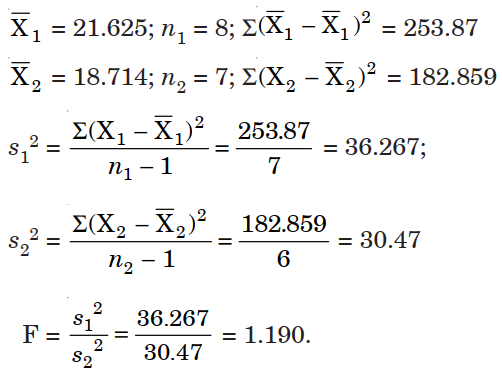 X̄₁ = 21.625; n₁ = 8; Σ(X̄₁ − X̄₁)² = 253.87
X̄₂ = 18.714; n₂ = 7; Σ(X₂ − X̄₂)² = 182.859
s₁² = Σ(X₁ − X̄₁)² / n₁ − 1 = 253.87 / 7 = 36.267;
s₂² = Σ(X₂ − X̄₂)² / n₂ − 1 = 182.859 / 6 = 30.47
F = s₁² / s₂² = 36.267 / 30.47 = 1.190.